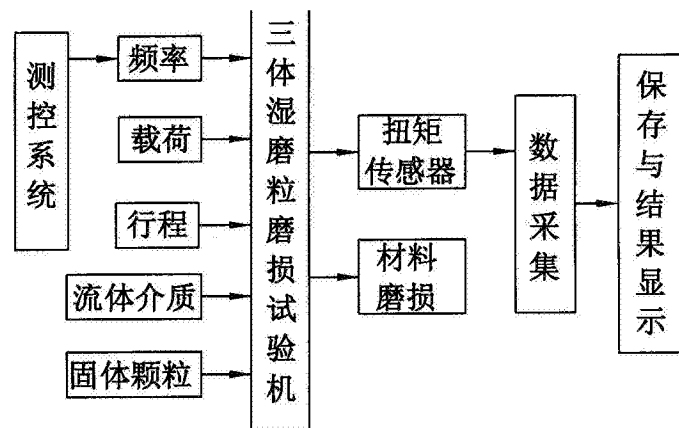 测控系统
频率
载荷
行程
流体介质
固体颗粒
三体湿磨粒磨损试验机
扭矩
传感器
材料
磨损
数据采集
保存与结果显示